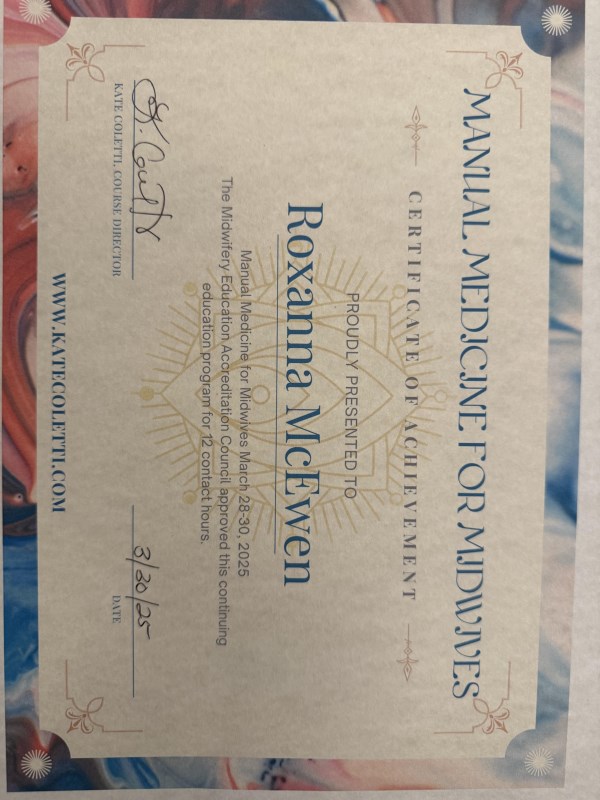 MANUAL MEDICINE FOR MIDWIVES
CERTIFICATE OF ACHIEVEMENT
PROUDLY PRESENTED TO
Roxanna McEwen
Manual Medicine for Midwives March 28-30, 2025
The Midwifery Education Accreditation Council approved this continuing
education program for 12 contact hours.
K. Coletti
KATE COLETTI, COURSE DIRECTOR
3/30/25
DATE
WWW.KATECOLETTI.COM